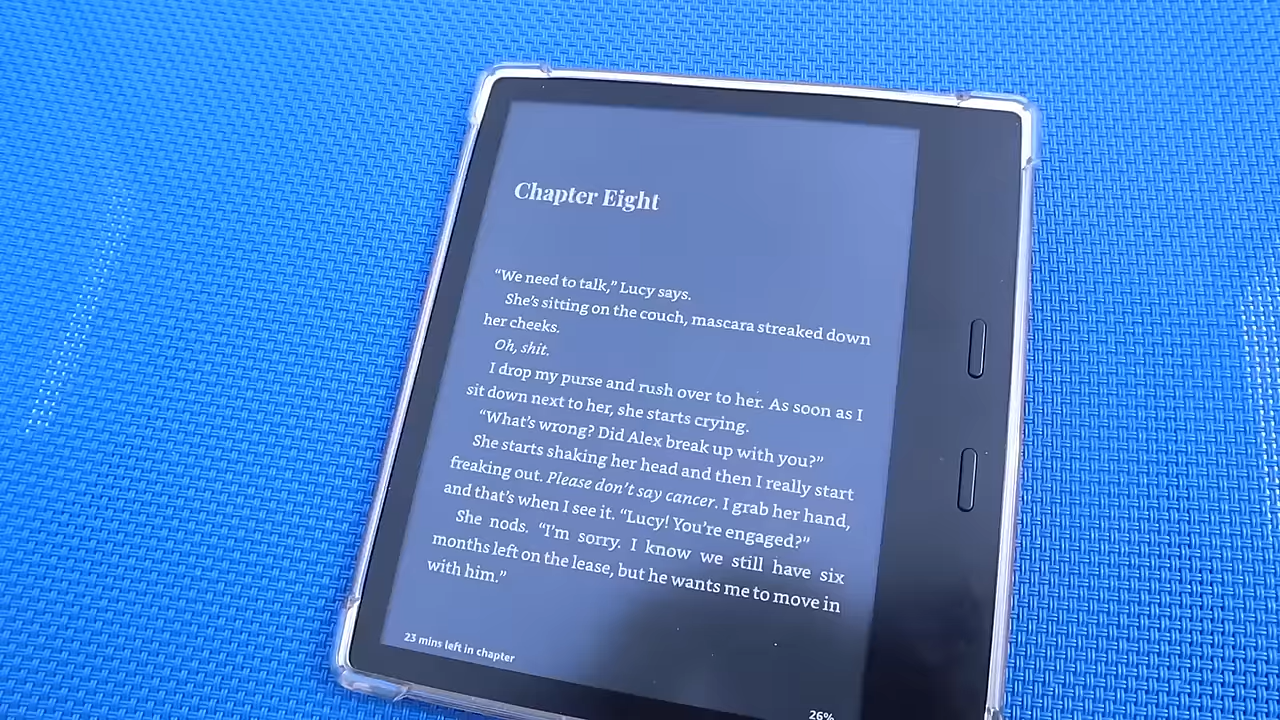 Chapter Eight
“We need to talk,” Lucy says.
She’s sitting on the couch, mascara streaked down
her cheeks.
Oh, shit.
I drop my purse and rush over to her. As soon as I
sit down next to her, she starts crying.
“What’s wrong? Did Alex break up with you?”
She starts shaking her head and then I really start
freaking out. Please don’t say cancer. I grab her hand,
and that’s when I see it. “Lucy! You’re engaged?”
She nods. “I’m sorry. I know we still have six
months left on the lease, but he wants me to move in
with him.”
23 mins left in chapter
26%